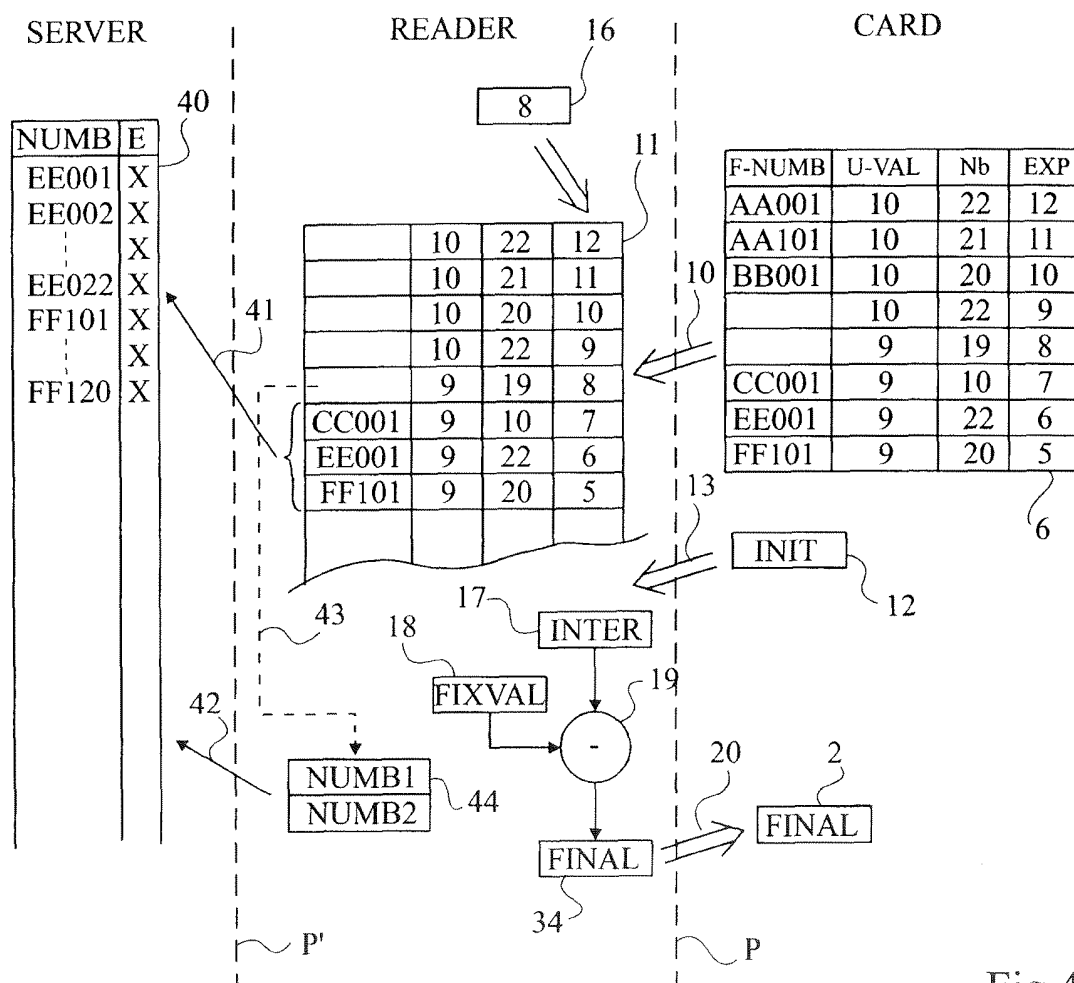 SERVER
READER
CARD
16
8
40
11
NUMB E
EE001 X
EE002 X
X
EE022 X
FF101 X
X
FF120 X
F-NUMB U-VAL Nb EXP
AA001 10 22 12
AA101 10 21 11
BB001 10 20 10
10 22 9
9 19 8
CC001 9 10 7
EE001 9 22 6
FF101 9 20 5
6
10 22 12
10 21 11
10 20 10
10 22 9
9 19 8
CC001 9 10 7
EE001 9 22 6
FF101 9 20 5
10
41
13
INIT
12
17
INTER
43
18
FIXVAL
19
-
42
NUMB1
NUMB2
44
20
2
FINAL
FINAL
34
P'
P
Fig 4